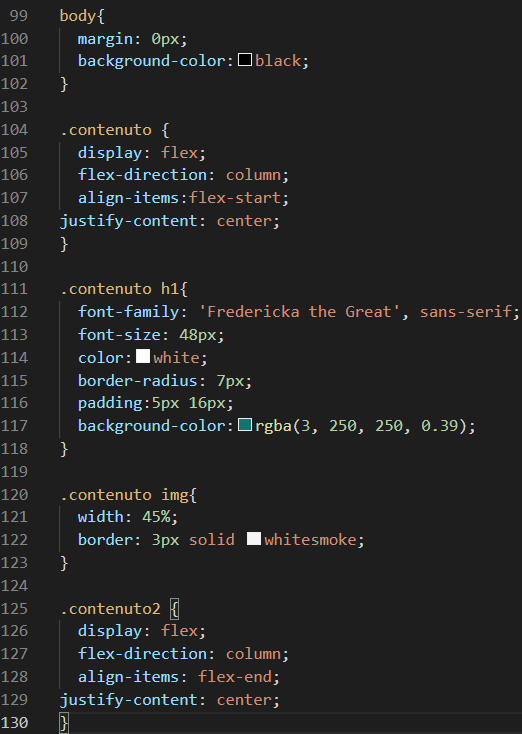 99 body{
100 margin: 0px;
101 background-color: black;
102 }
103
104 .contenuto {
105 display: flex;
106 flex-direction: column;
107 align-items:flex-start;
108 justify-content: center;
109 }
110
111 .contenuto h1{
112 font-family: 'Fredericka the Great', sans-serif;
113 font-size: 48px;
114 color: white;
115 border-radius: 7px;
116 padding:5px 16px;
117 background-color: rgba(3, 250, 250, 0.39);
118 }
119
120 .contenuto img{
121 width: 45%;
122 border: 3px solid whitesmoke;
123 }
124
125 .contenuto2 {
126 display: flex;
127 flex-direction: column;
128 align-items: flex-end;
129 justify-content: center;
130 }